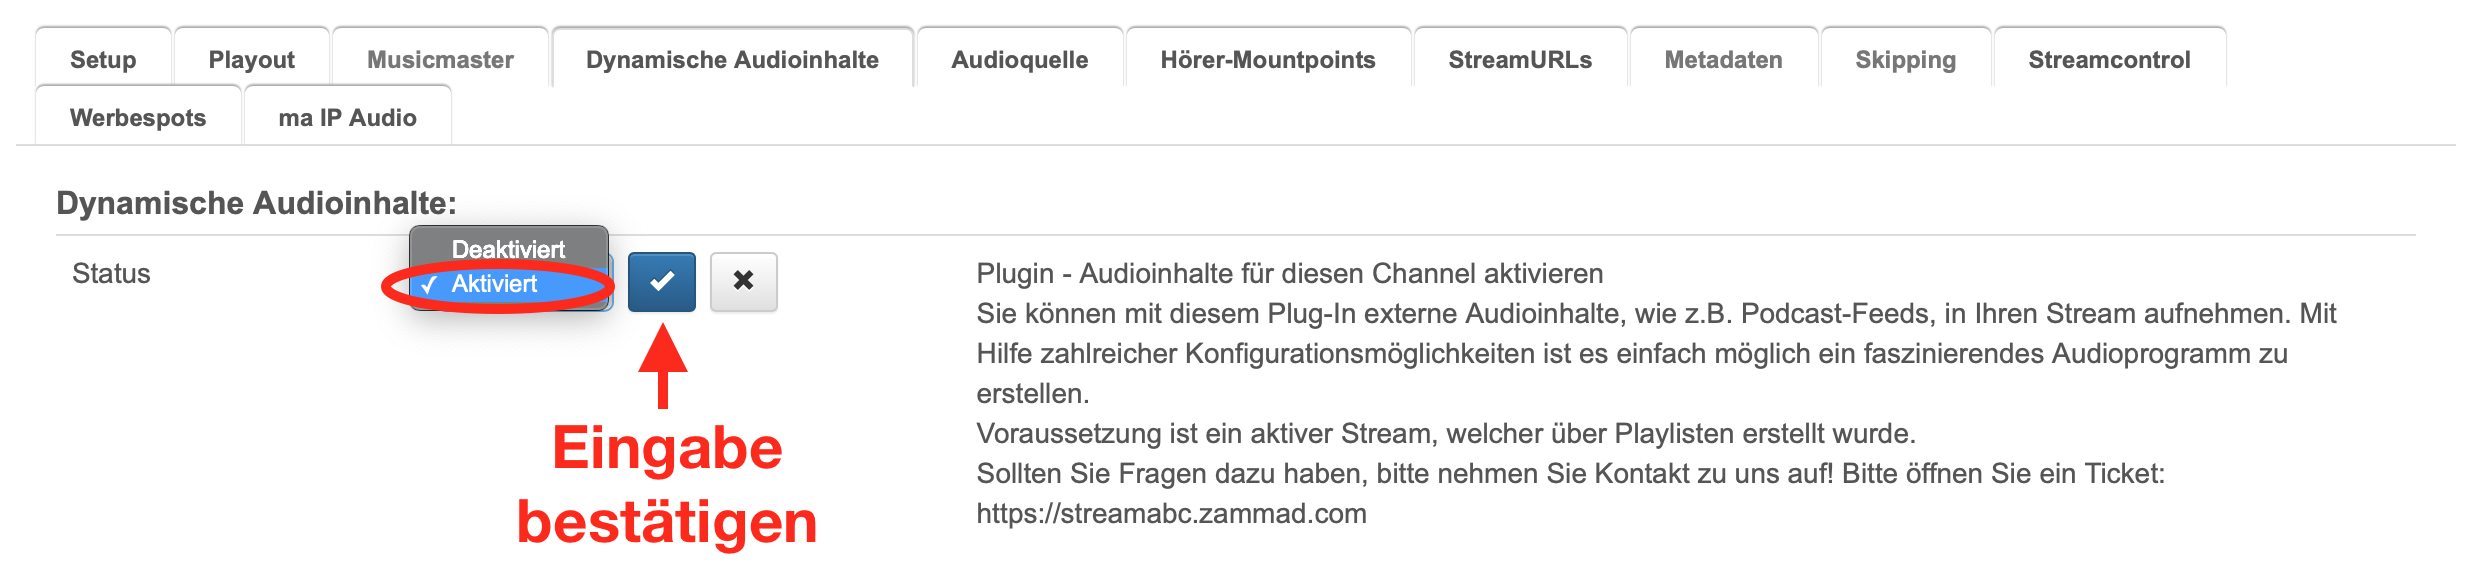 Setup Playout Musicmaster Dynamische Audioinhalte Audioquelle Hörer-Mountpoints StreamURLs Metadaten Skipping Streamcontrol
Werbespots ma IP Audio
Dynamische Audioinhalte:
Status
Deaktiviert
✓ Aktiviert
Eingabe
bestätigen
Plugin - Audioinhalte für diesen Channel aktivieren
Sie können mit diesem Plug-In externe Audioinhalte, wie z.B. Podcast-Feeds, in Ihren Stream aufnehmen. Mit
Hilfe zahlreicher Konfigurationsmöglichkeiten ist es einfach möglich ein faszinierendes Audioprogramm zu
erstellen.
Voraussetzung ist ein aktiver Stream, welcher über Playlisten erstellt wurde.
Sollten Sie Fragen dazu haben, bitte nehmen Sie Kontakt zu uns auf! Bitte öffnen Sie ein Ticket:
https://streamabc.zammad.com